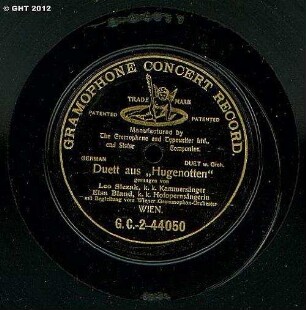 © GHT 2012
GRAMOPHONE CONCERT RECORD.
TRADE MARK
PATENTED PATENTED
Manufactured by
The Gramophone and Typewriter Ltd.,
and Sister Companies.
GERMAN DUET w. Orch.
Duett aus „Hugenotten"
gesungen von
Leo Slezak, k. k. Kammersänger
Elsa Bland, k. k. Hofopernsängerin
mit Begleitung vom Wiener Grammophon-Orchester
WIEN.
G.C.-2-44050